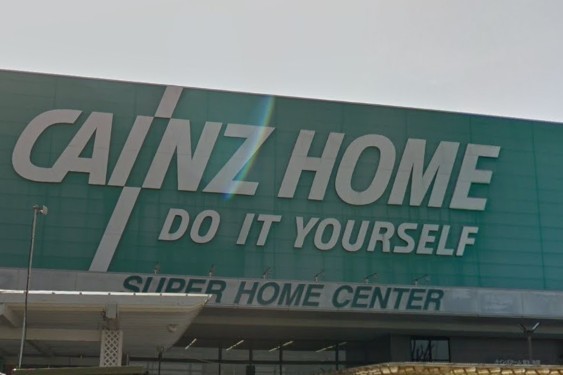 CAINZ HOME
DO IT YOURSELF
SUPER HOME CENTER